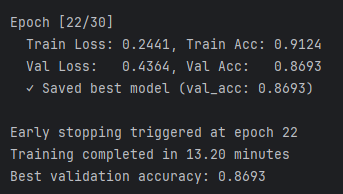 Epoch [22/30]
Train Loss: 0.2441, Train Acc: 0.9124
Val Loss:   0.4364, Val Acc:   0.8693
✓ Saved best model (val_acc: 0.8693)
Early stopping triggered at epoch 22
Training completed in 13.20 minutes
Best validation accuracy: 0.8693